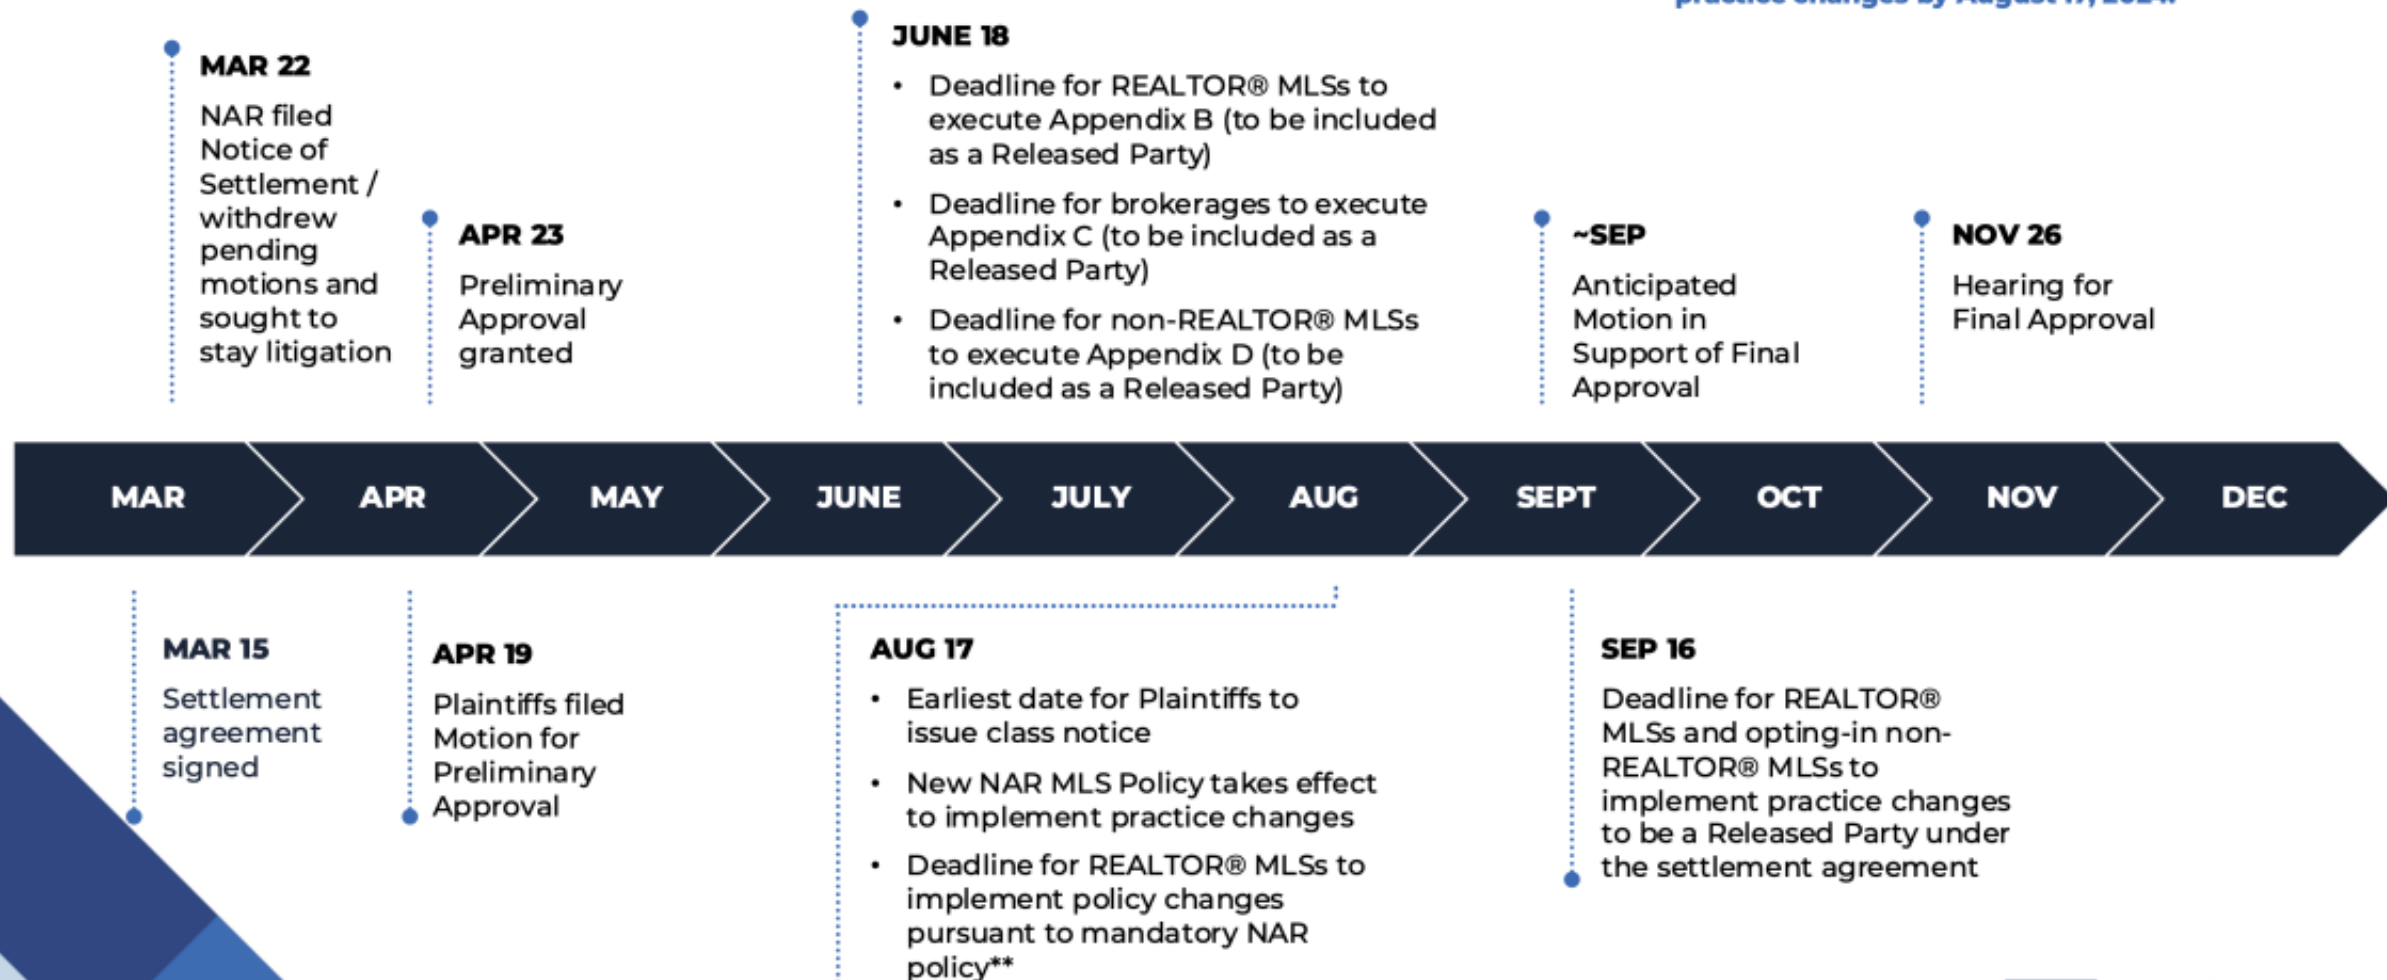 practice changes by August 17, 2024.
MAR 22
NAR filed
Notice of
Settlement /
withdrew
pending
motions and
sought to
stay litigation
APR 23
Preliminary
Approval
granted
JUNE 18
• Deadline for REALTOR® MLSs to
execute Appendix B (to be included
as a Released Party)
• Deadline for brokerages to execute
Appendix C (to be included as a
Released Party)
• Deadline for non-REALTOR® MLSs
to execute Appendix D (to be
included as a Released Party)
~SEP
Anticipated
Motion in
Support of Final
Approval
NOV 26
Hearing for
Final Approval
MAR APR MAY JUNE JULY AUG SEPT OCT NOV DEC
MAR 15
Settlement
agreement
signed
APR 19
Plaintiffs filed
Motion for
Preliminary
Approval
AUG 17
• Earliest date for Plaintiffs to
issue class notice
• New NAR MLS Policy takes effect
to implement practice changes
• Deadline for REALTOR® MLSs to
implement policy changes
pursuant to mandatory NAR
policy**
SEP 16
Deadline for REALTOR®
MLSs and opting-in non-
REALTOR® MLSs to
implement practice changes
to be a Released Party under
the settlement agreement